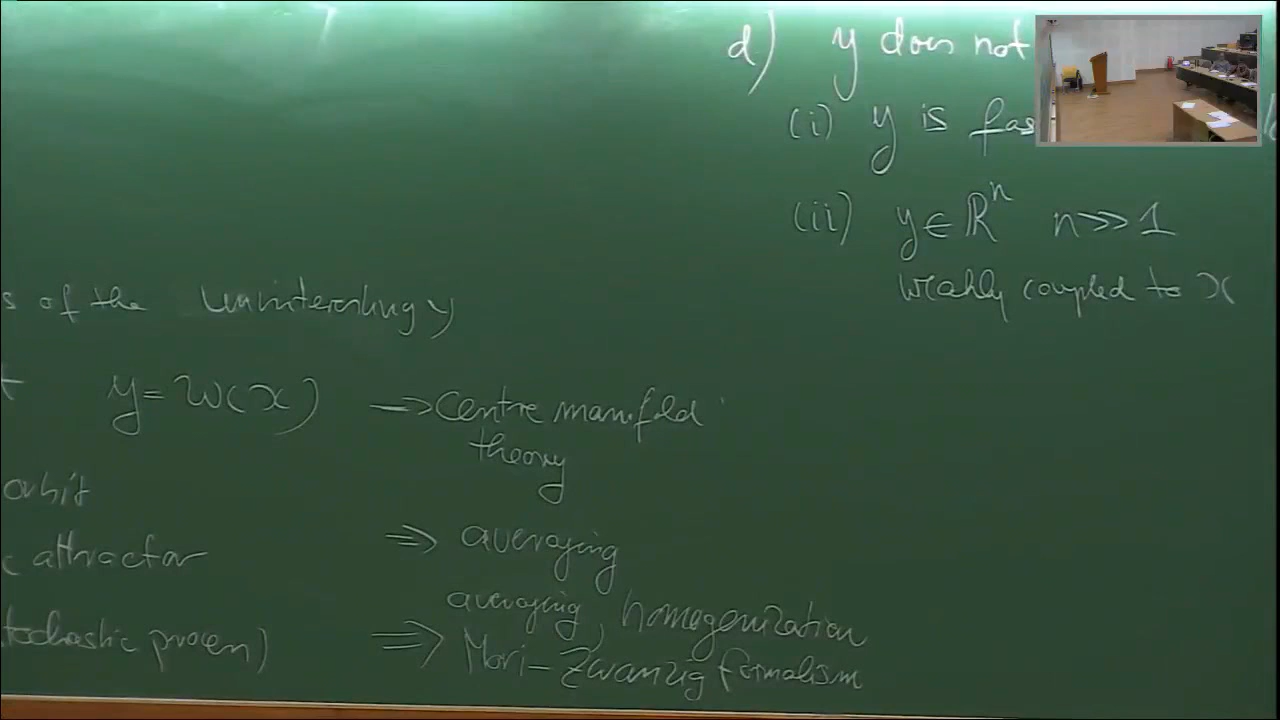 d) y does not
(i) y is fas
(ii) y ∈ ℝⁿ n >> 1
weakly coupled to x
s of the uninteresting y
y = W(x) → Centre manifold
theory
orbit
⇒ averaging
c attractor
averaging, homogenization
tochastic process) ⇒ Mori-Zwanzig formalism